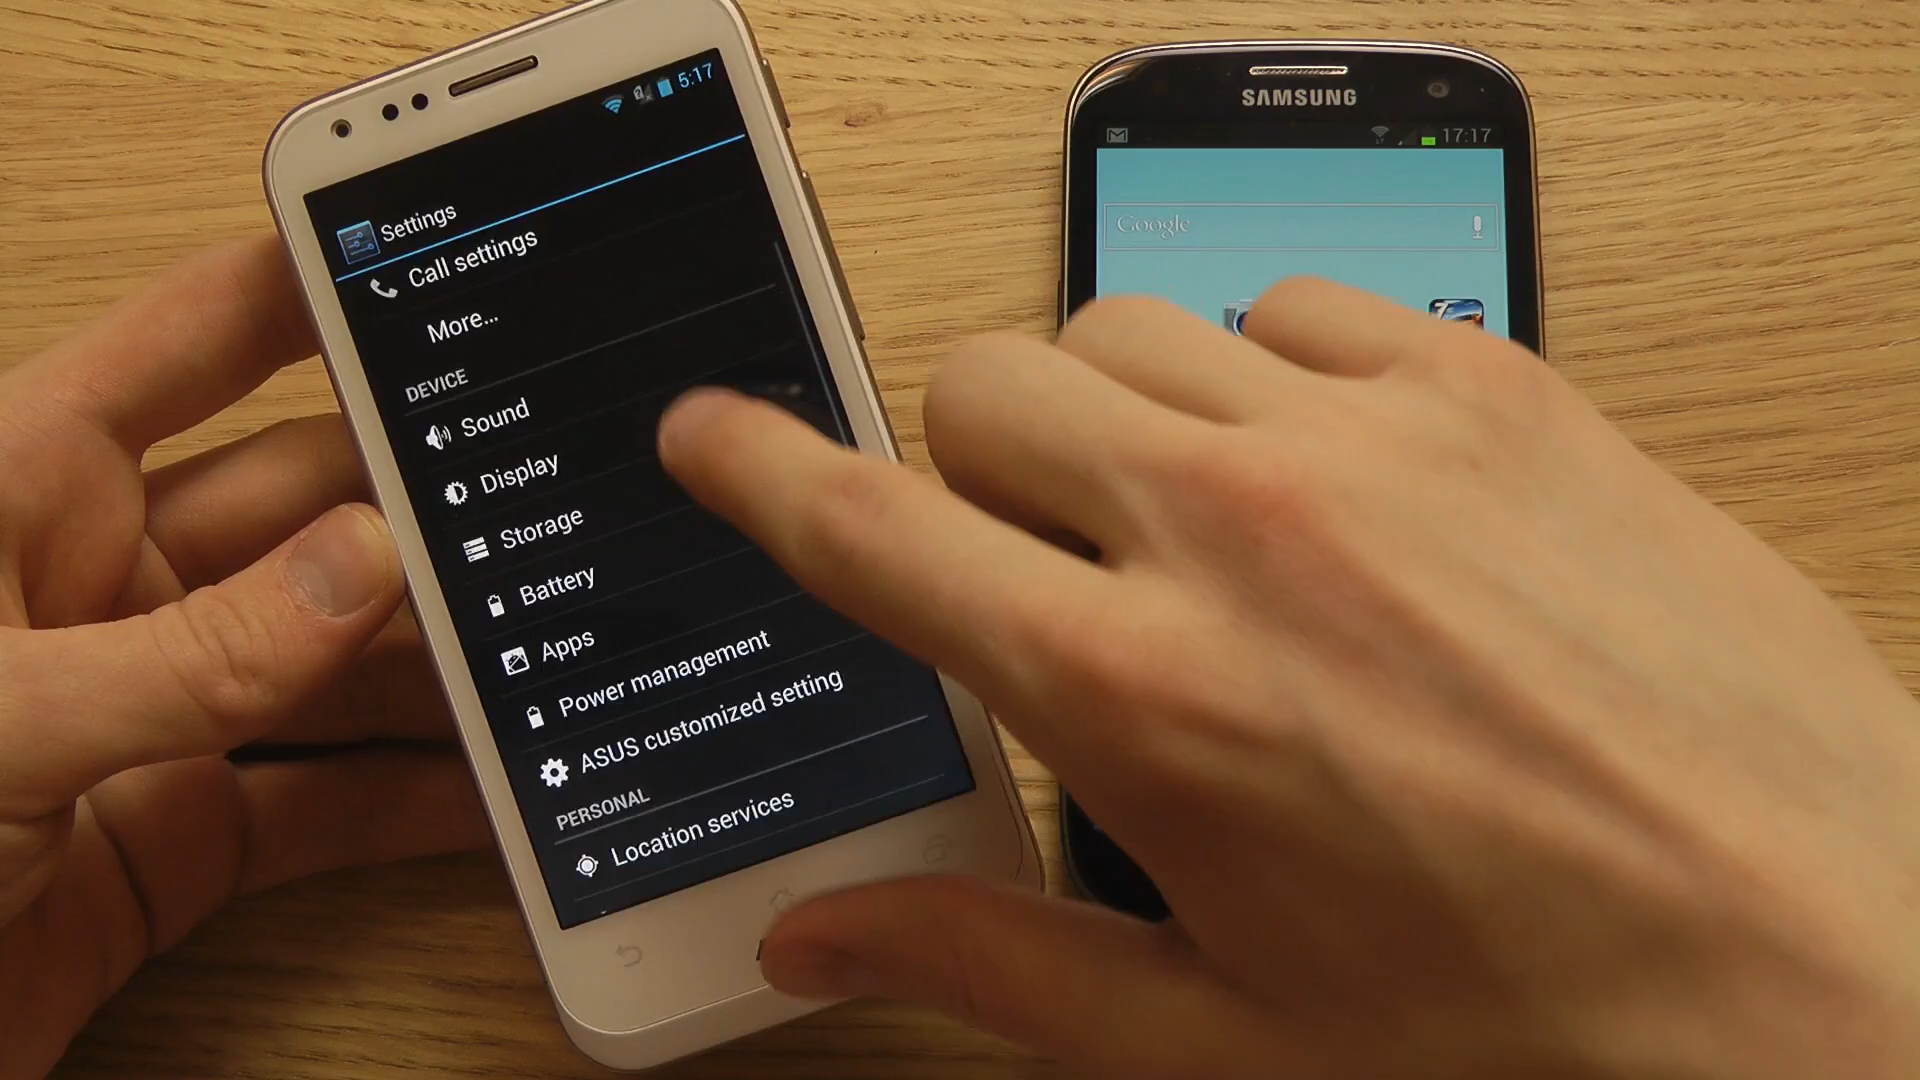 5:17
Settings
Call settings
More...
DEVICE
Sound
Display
Storage
Battery
Apps
Power management
ASUS customized setting
PERSONAL
Location services
SAMSUNG
17:17
Google
7